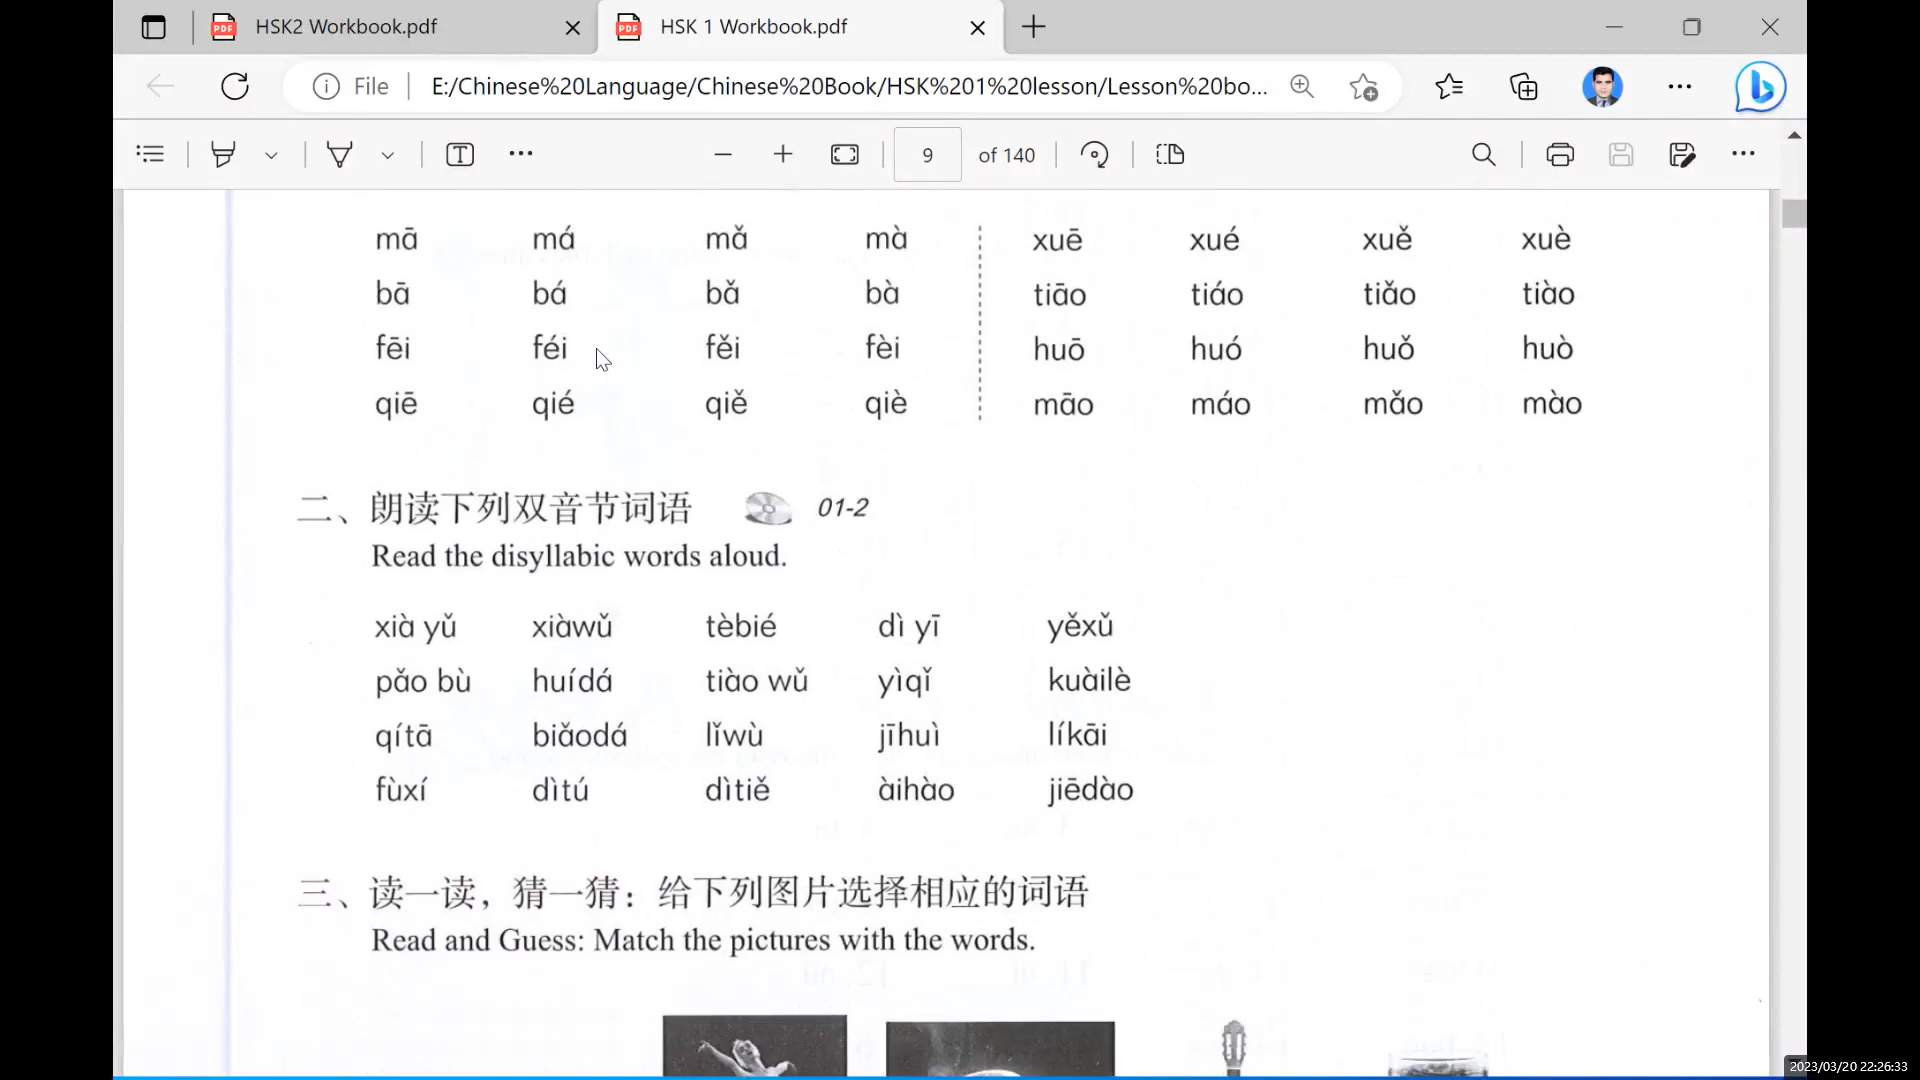 HSK2 Workbook.pdf HSK 1 Workbook.pdf
File E:/Chinese%20Language/Chinese%20Book/HSK%201%20lesson/Lesson%20bo...
9 of 140
mā má mǎ mà xuē xué xuě xuè
bā bá bǎ bà tiāo tiáo tiǎo tiào
fēi féi fěi fèi huō huó huǒ huò
qiē qié qiě qiè māo máo mǎo mào
二、朗读下列双音节词语 01-2
Read the disyllabic words aloud.
xià yǔ xiàwǔ tèbié dì yī yěxǔ
pǎo bù huídá tiào wǔ yìqǐ kuàilè
qítā biǎodá lǐwù jīhuì líkāi
fùxí dìtú dìtiě àihào jiēdào
三、读一读，猜一猜：给下列图片选择相应的词语
Read and Guess: Match the pictures with the words.
2023/03/20 22:26:33